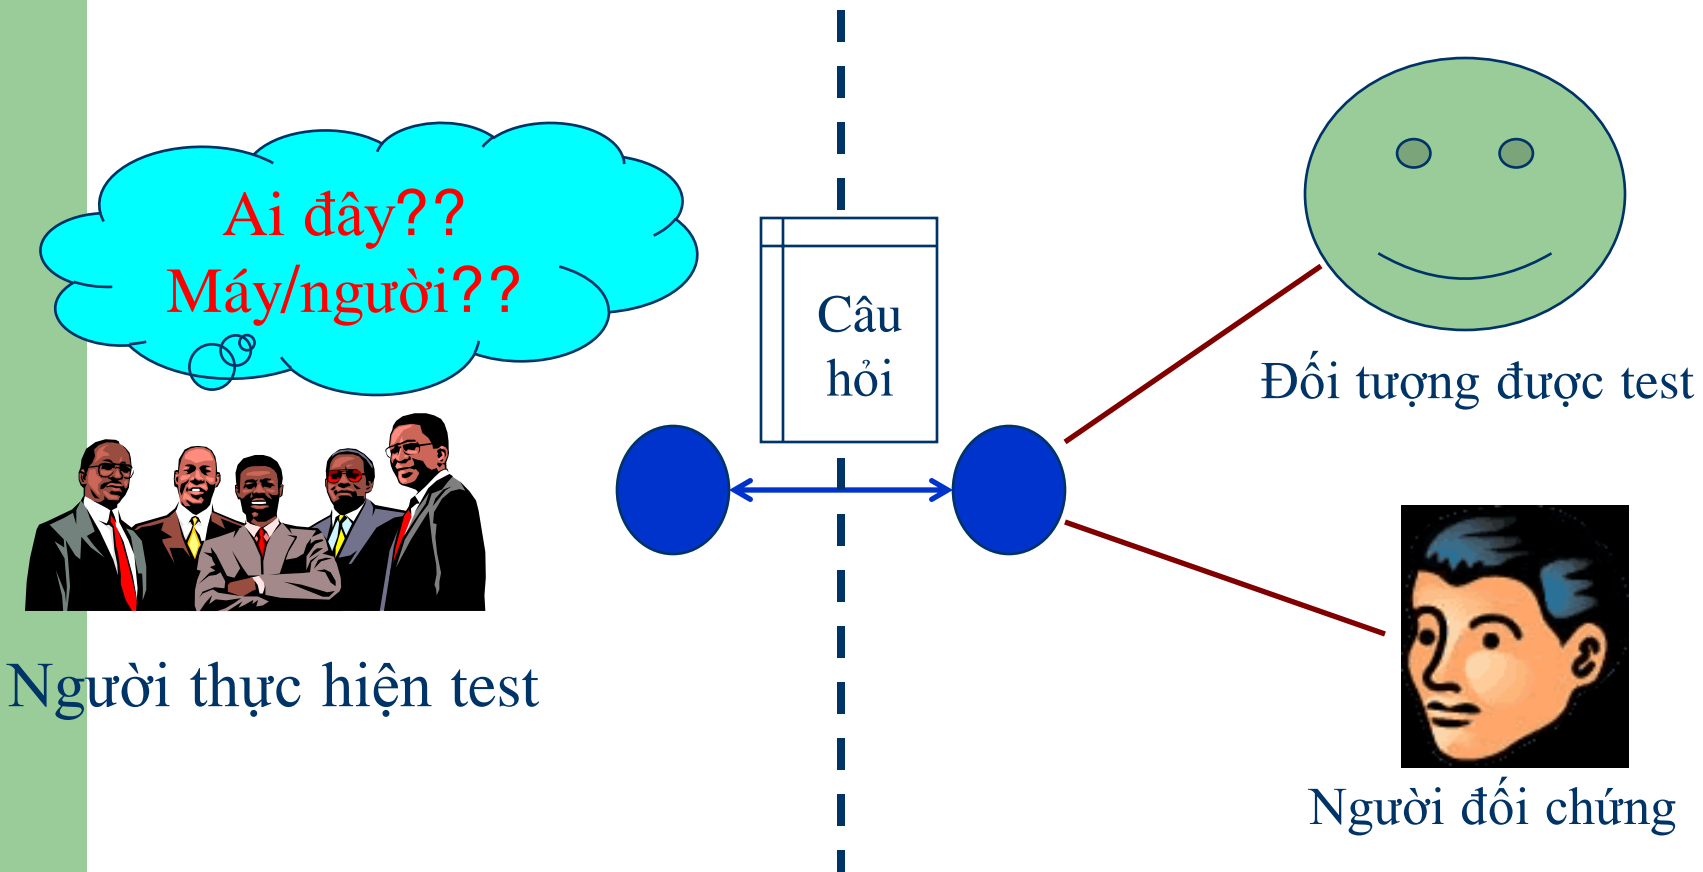 Ai đây??
Máy/người??
Câu
hỏi
Đối tượng được test
Người thực hiện test
Người đối chứng